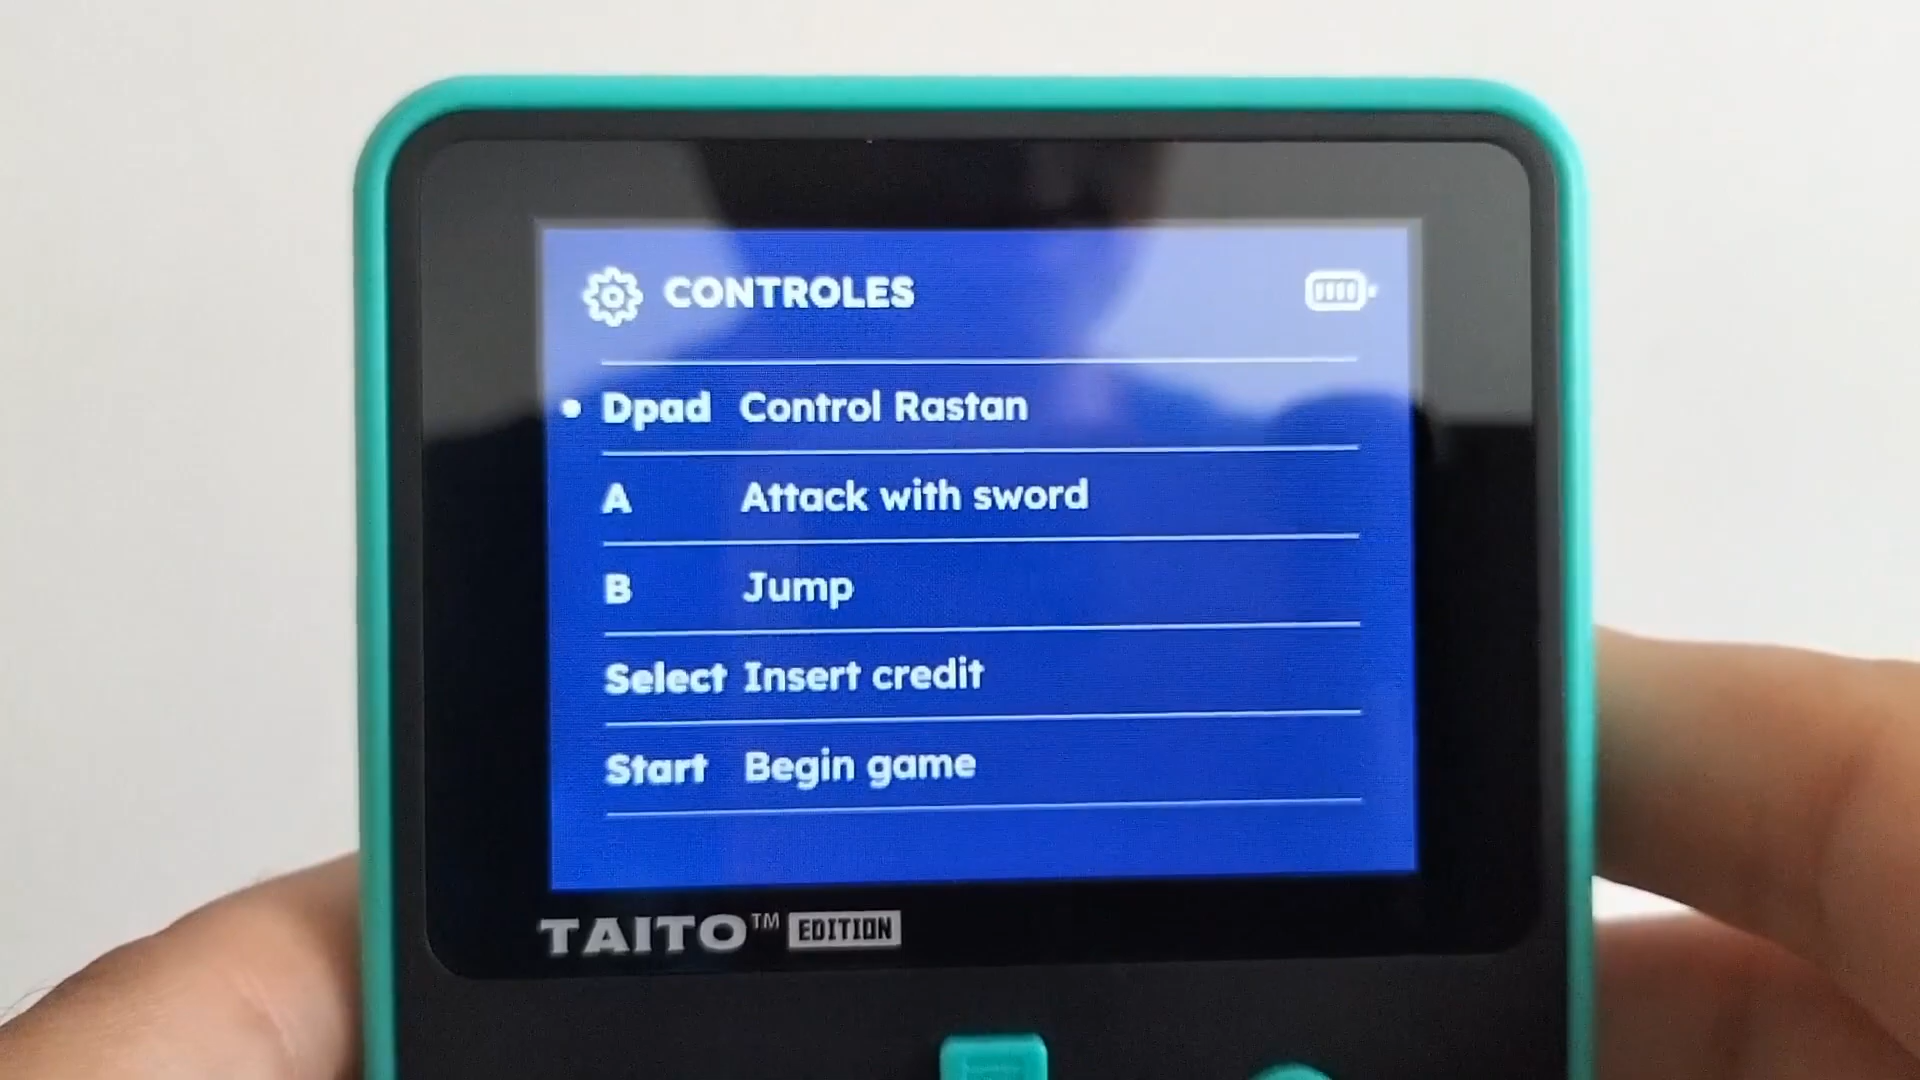 CONTROLES
Dpad Control Rastan
A Attack with sword
B Jump
Select Insert credit
Start Begin game
TAITO™ EDITION